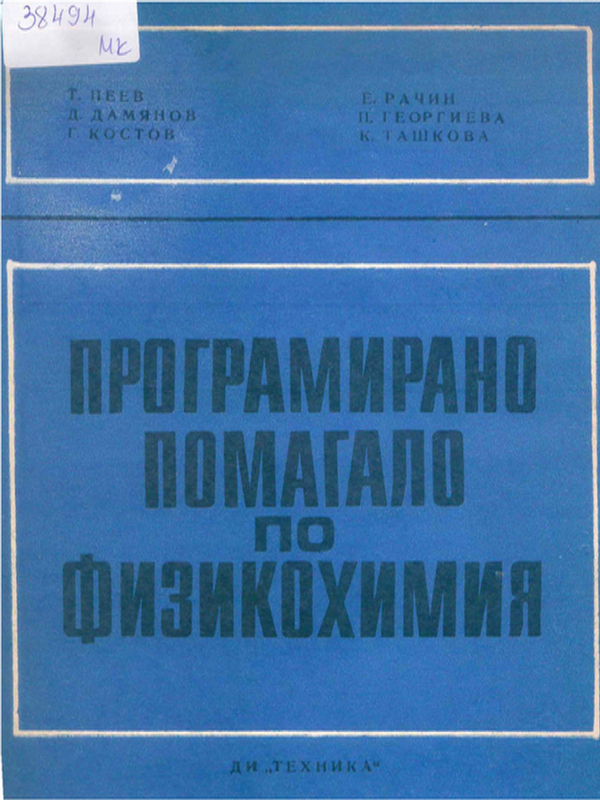 38494
МК
Т. ПЕЕВ
Д. ДАМЯНОВ
Г. КОСТОВ
Е. РАЧИН
П. ГЕОРГИЕВА
К. ТАШКОВА
ПРОГРАМИРАНО
ПОМАГАЛО
ПО
ФИЗИКОХИМИЯ
ДИ „ТЕХНИКА“